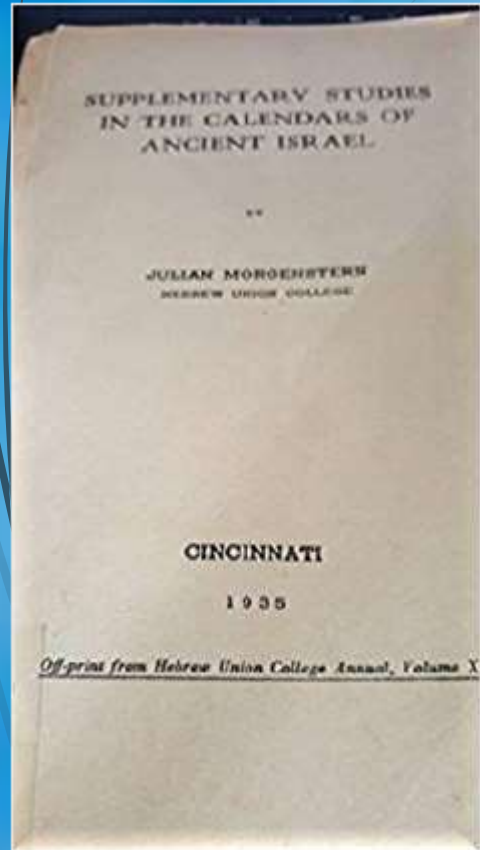 SUPPLEMENTARY STUDIES
IN THE CALENDARS OF
ANCIENT ISRAEL
BY
JULIAN MORGENSTERN
HEBREW UNION COLLEGE
CINCINNATI
1935
Off-print from Hebrew Union College Annual, Volume X